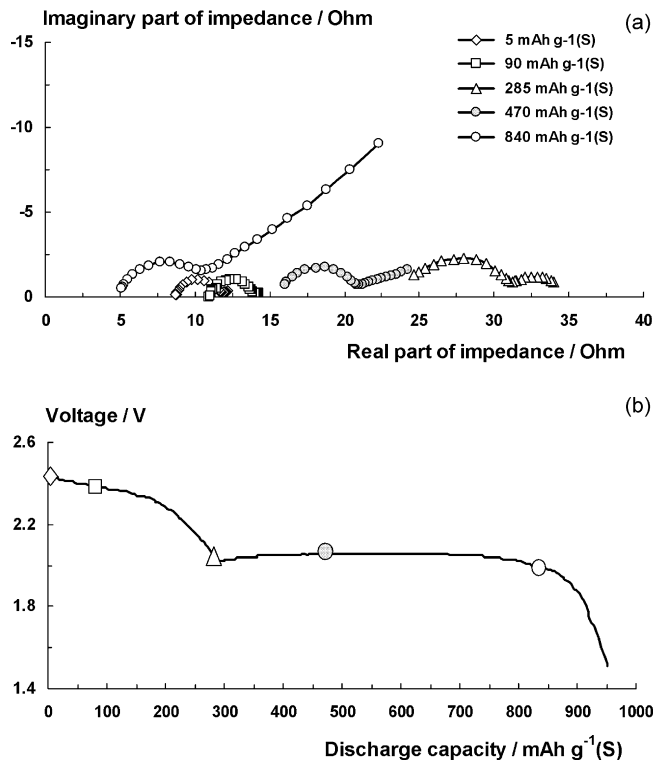 Imaginary part of impedance / Ohm
(a)
-15
-10
-5
0
0 5 10 15 20 25 30 35 40
Real part of impedance / Ohm
5 mAh g-1(S)
90 mAh g-1(S)
285 mAh g-1(S)
470 mAh g-1(S)
840 mAh g-1(S)
(b)
Voltage / V
2.6
2.2
1.8
1.4
0 100 200 300 400 500 600 700 800 900 1000
Discharge capacity / mAh g⁻¹(S)